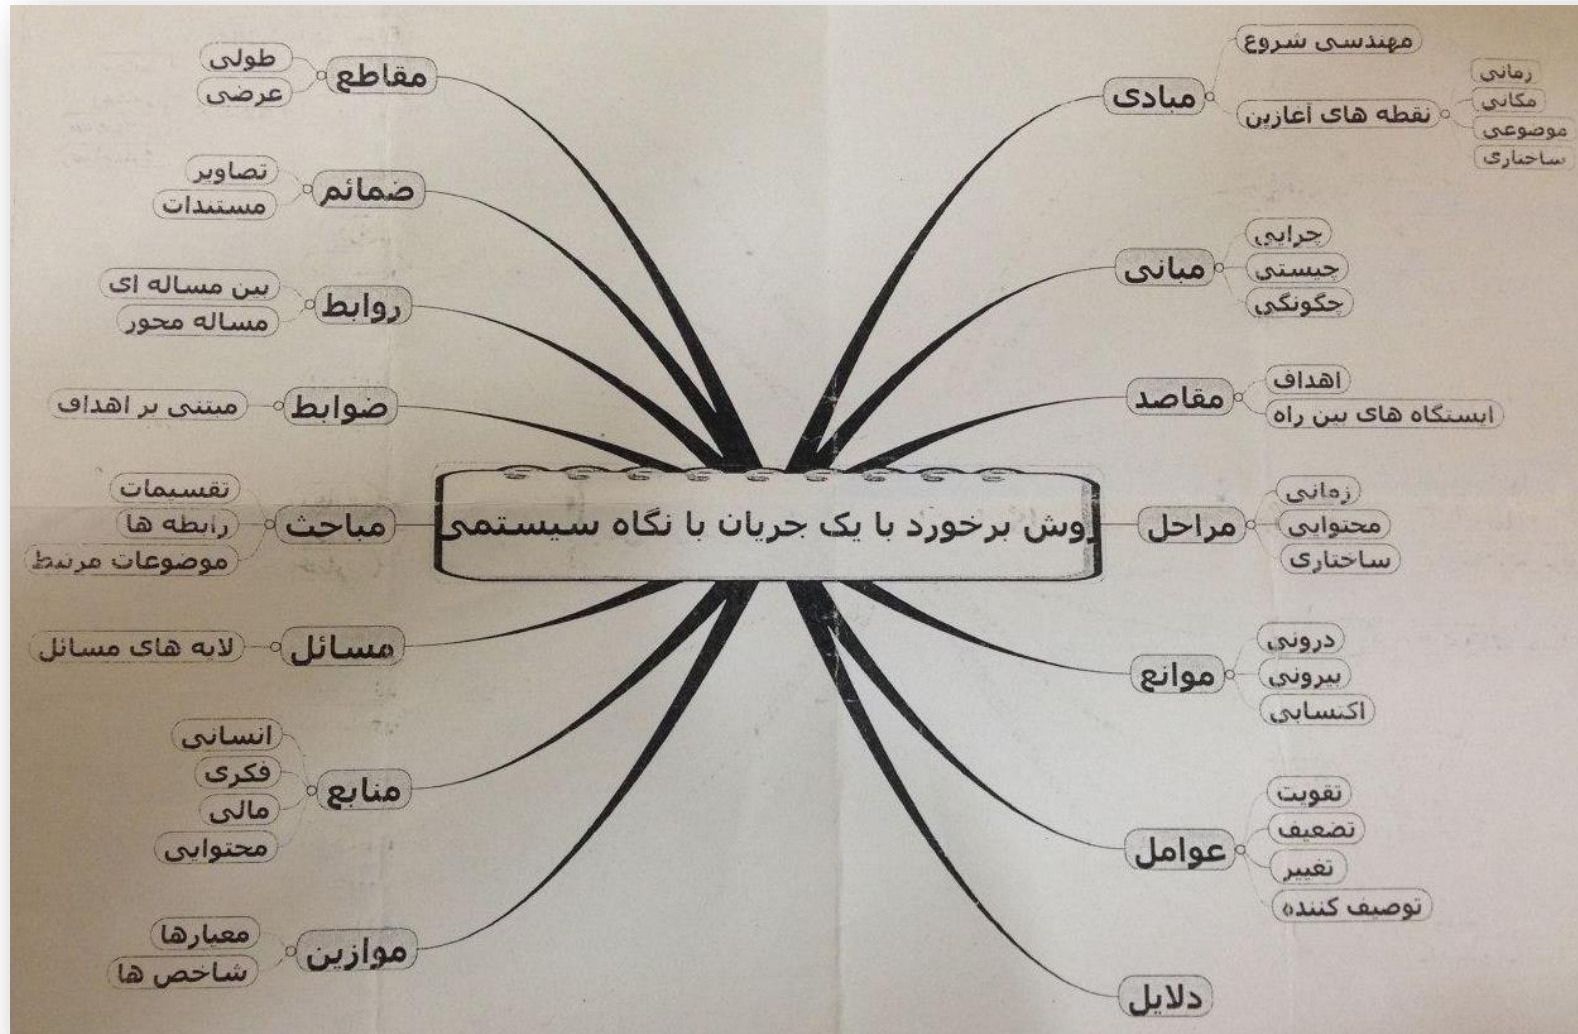 روش برخورد با یک جریان با نگاه سیستمی
مبادی
مهندسی شروع
نقطه های آغازین
زمانی
مکانی
موضوعی
ساختاری
مبانی
چرایی
چیستی
چگونگی
مقاصد
اهداف
ایستگاه های بین راه
مراحل
زمانی
محتوایی
ساختاری
موانع
درونی
بیرونی
اکتسابی
عوامل
تقویت
تضعیف
تغییر
توصیف کننده
دلایل
مقاطع
طولی
عرضی
ضمائم
تصاویر
مستندات
روابط
بین مساله ای
مساله محور
ضوابط
مبتنی بر اهداف
مباحث
تقسیمات
رابطه ها
موضوعات مرتبط
مسائل
لایه های مسائل
منابع
انسانی
فکری
مالی
محتوایی
موازین
معیارها
شاخص ها